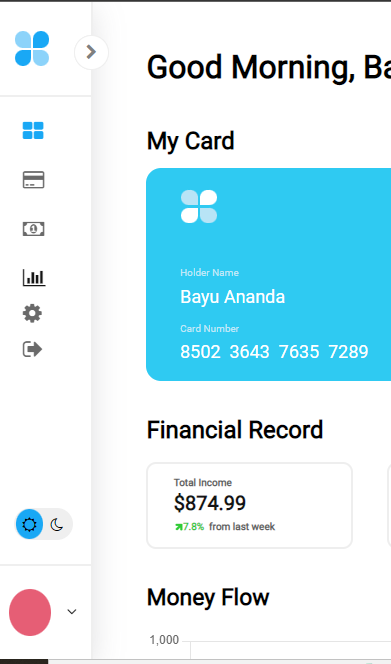 Good Morning, Ba
My Card
Holder Name
Bayu Ananda
Card Number
8502 3643 7635 7289
Financial Record
Total Income
$874.99
7.8% from last week
Money Flow
1,000